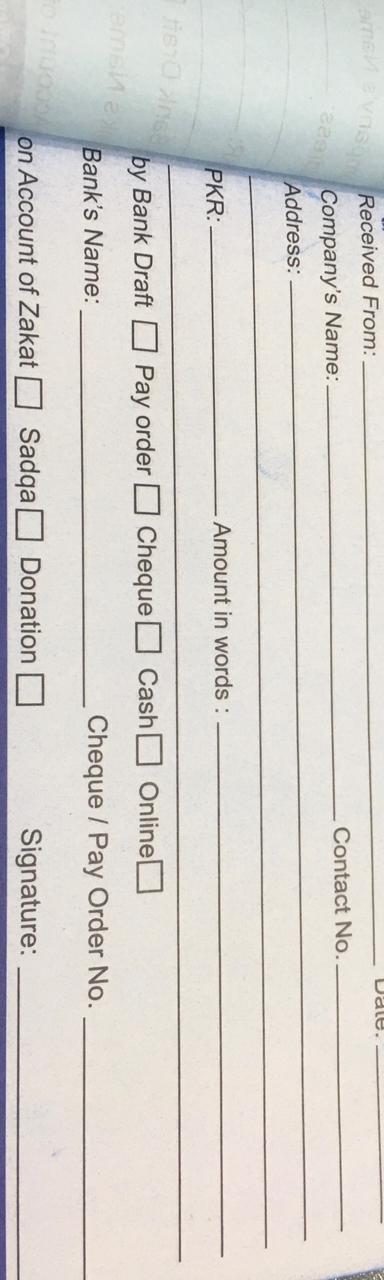 Received From: Date:
Company's Name: Contact No.
Address:
PKR: Amount in words :
by Bank Draft Pay order Cheque Cash Online
Bank's Name: Cheque / Pay Order No.
on Account of Zakat Sadqa Donation Signature: